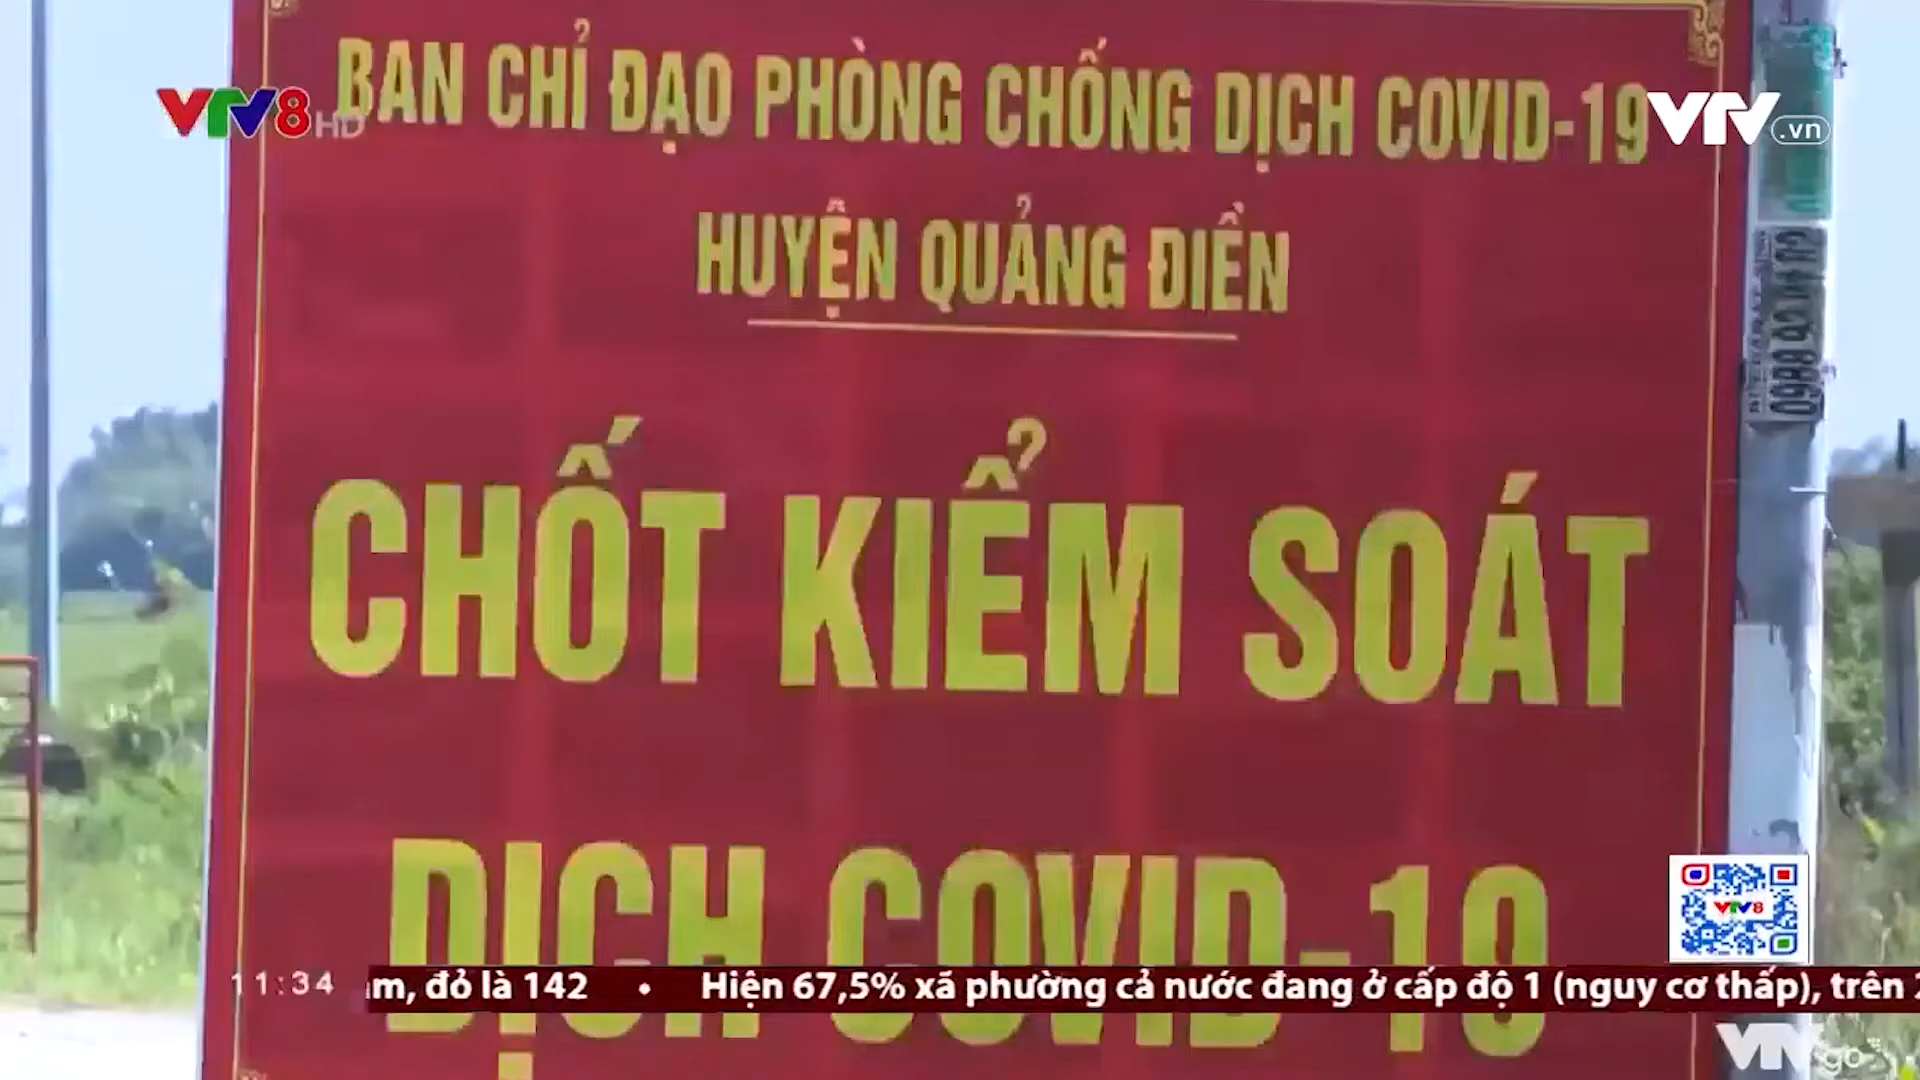 BAN CHỈ ĐẠO PHÒNG CHỐNG DỊCH COVID-19
VTV8 HD
VTV.vn
HUYỆN QUẢNG ĐIỀN
CHỐT KIỂM SOÁT
DỊCH COVID-19
VTV8
11:34
m, đỏ là 142 • Hiện 67,5% xã phường cả nước đang ở cấp độ 1 (nguy cơ thấp), trên
VTV go